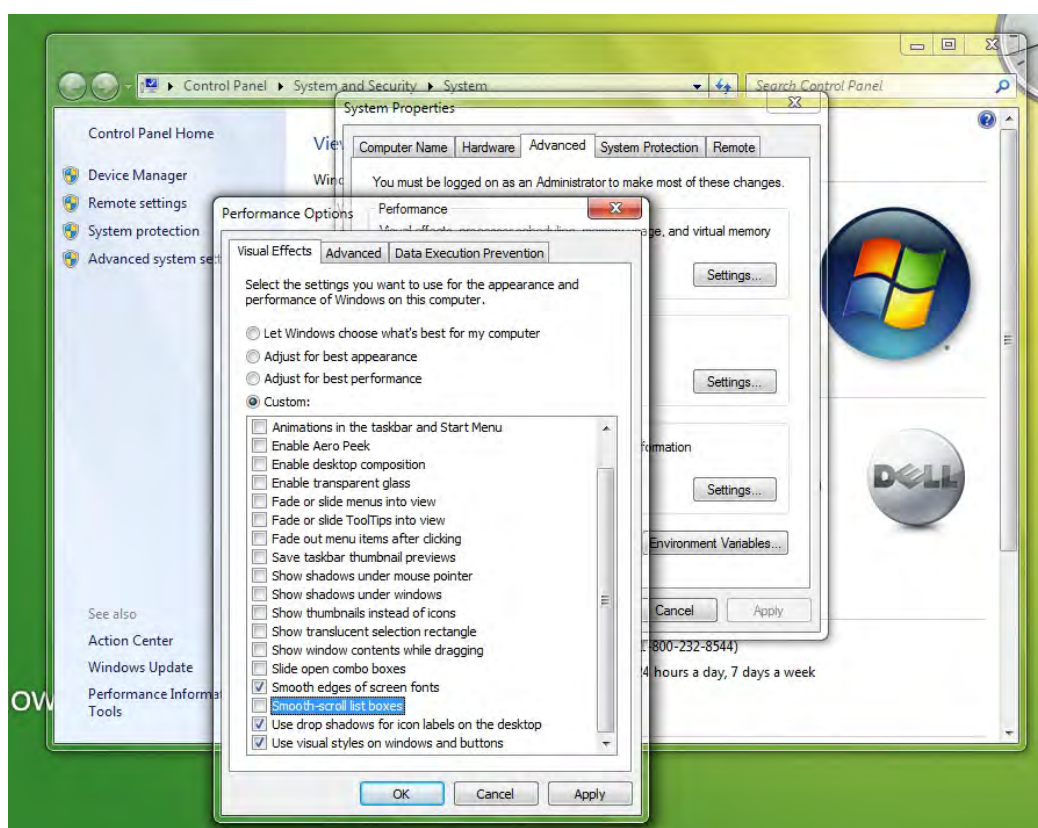 Control Panel
System and Security
System
Search Control Panel
Control Panel Home
Device Manager
Remote settings
System protection
Advanced system
See also
Action Center
Windows Update
Performance
Tools
System Properties
Computer Name
Hardware
Advanced
System Protection
Remote
You must be logged on as an Administrator to make most of these changes.
Performance
and virtual memory
Settings...
Settings...
Settings...
Environment Variables...
Cancel
Apply
DELL
-800-232-8544)
hours a day, 7 days a week
Performance Options
Visual Effects
Advanced
Data Execution Prevention
Select the settings you want to use for the appearance and
performance of Windows on this computer.
Let Windows choose what's best for my computer
Adjust for best appearance
Adjust for best performance
Custom:
Animations in the taskbar and Start Menu
Enable Aero Peek
Enable desktop composition
Enable transparent glass
Fade or slide menus into view
Fade or slide ToolTips into view
Fade out menu items after clicking
Save taskbar thumbnail previews
Show shadows under mouse pointer
Show shadows under windows
Show thumbnails instead of icons
Show translucent selection rectangle
Show window contents while dragging
Slide open combo boxes
Smooth edges of screen fonts
Smooth-scroll list boxes
Use drop shadows for icon labels on the desktop
Use visual styles on windows and buttons
OK
Cancel
Apply